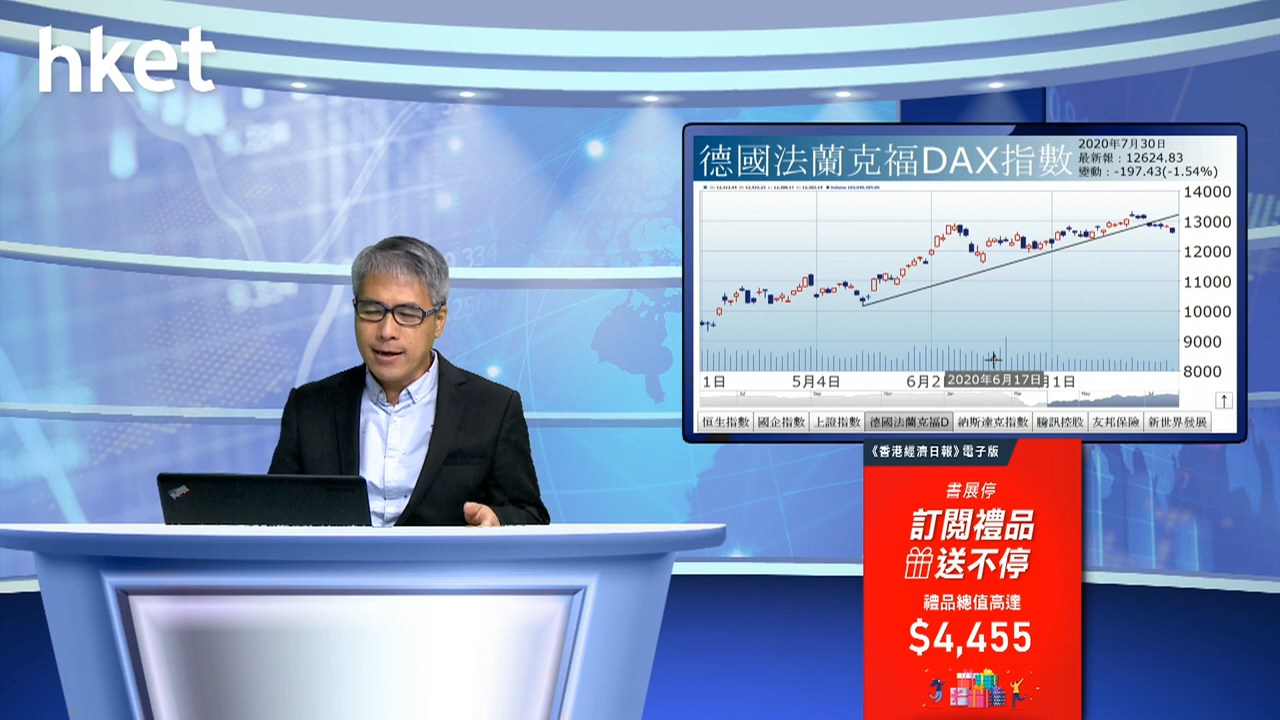 hket
德國法蘭克福DAX指數
2020年7月30日
最新報：12624.83
變動：-197.43(-1.54%)
14000
13000
12000
11000
10000
9000
8000
1日
5月4日
6月2
2020年6月17日
月1日
恒生指數
國企指數
上證指數
德國法蘭克福D
納斯達克指數
騰訊控股
友邦保險
新世界發展
《香港經濟日報》電子版
書展停
訂閱禮品
送不停
禮品總值高達
$4,455
ThinkPad